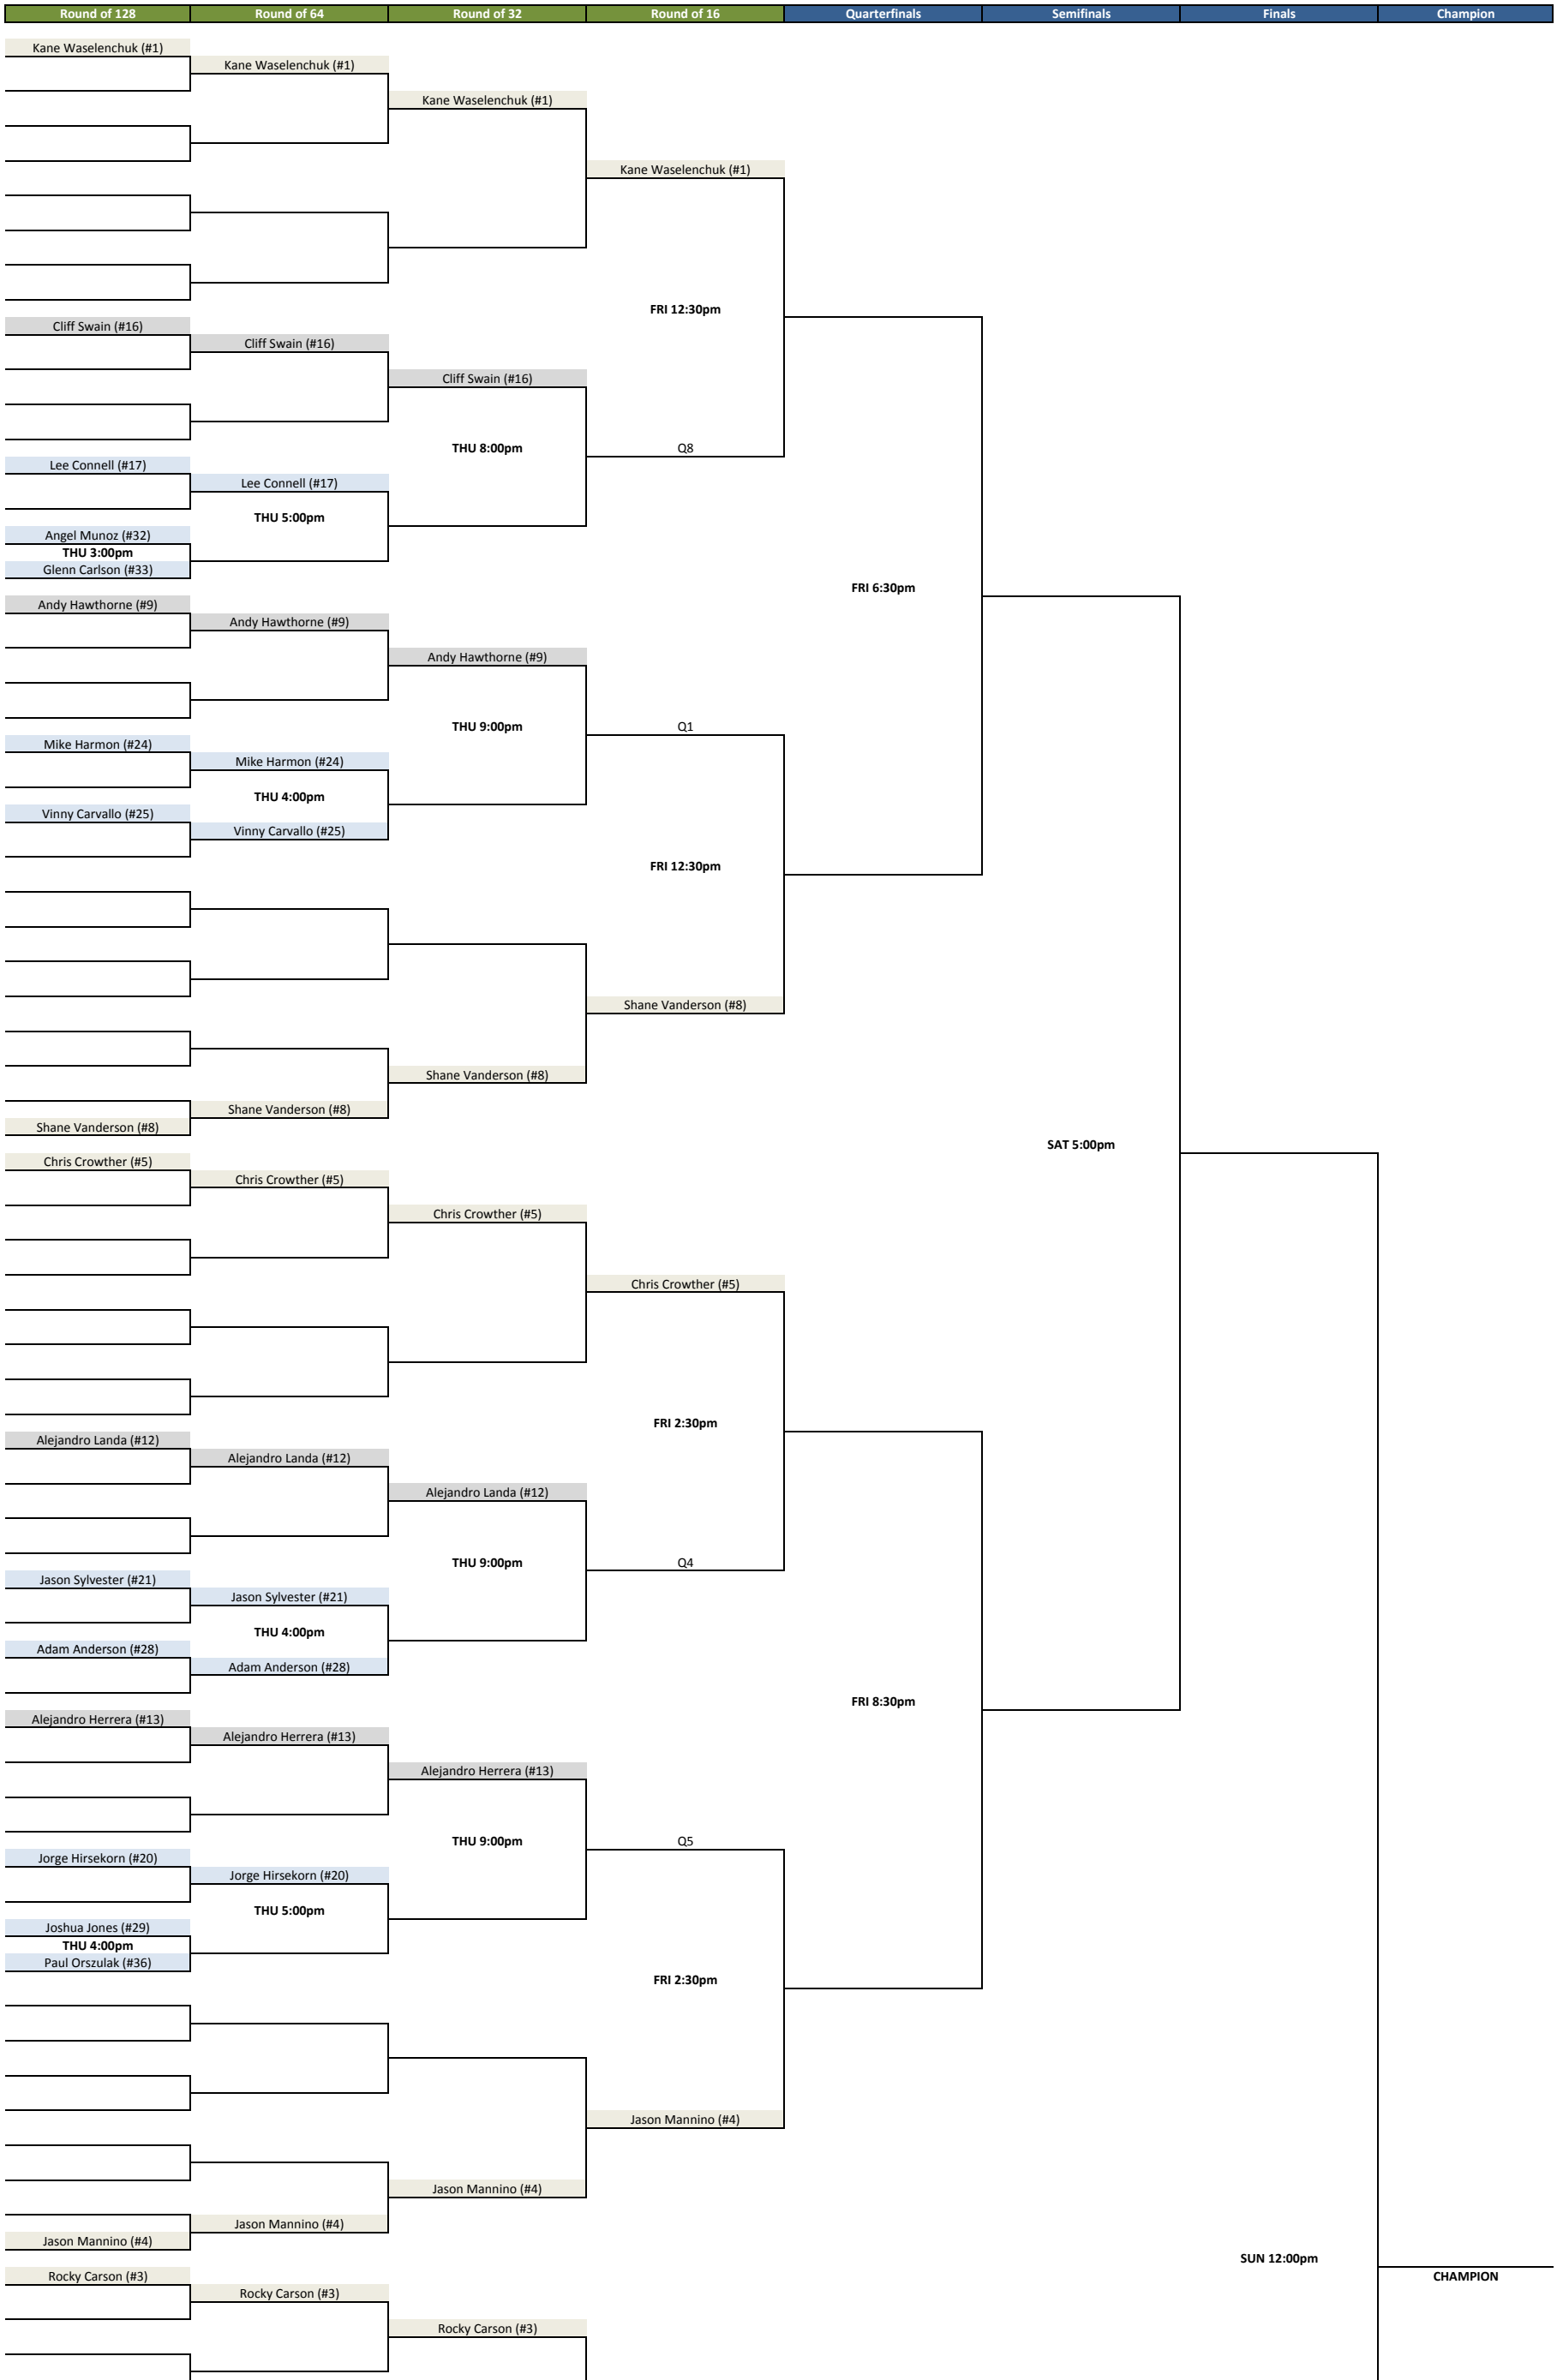 Round of 128 Round of 64 Round of 32 Round of 16 Quarterfinals Semifinals Finals Champion
Kane Waselenchuk (#1)
Kane Waselenchuk (#1)
Kane Waselenchuk (#1)
Kane Waselenchuk (#1)
FRI 12:30pm
Cliff Swain (#16)
Cliff Swain (#16)
Cliff Swain (#16)
THU 8:00pm
Q8
Lee Connell (#17)
Lee Connell (#17)
THU 5:00pm
Angel Munoz (#32)
THU 3:00pm
Glenn Carlson (#33)
FRI 6:30pm
Andy Hawthorne (#9)
Andy Hawthorne (#9)
Andy Hawthorne (#9)
THU 9:00pm
Q1
Mike Harmon (#24)
Mike Harmon (#24)
THU 4:00pm
Vinny Carvallo (#25)
Vinny Carvallo (#25)
FRI 12:30pm
Shane Vanderson (#8)
Shane Vanderson (#8)
Shane Vanderson (#8)
Shane Vanderson (#8)
SAT 5:00pm
Chris Crowther (#5)
Chris Crowther (#5)
Chris Crowther (#5)
Chris Crowther (#5)
FRI 2:30pm
Alejandro Landa (#12)
Alejandro Landa (#12)
Alejandro Landa (#12)
THU 9:00pm
Q4
Jason Sylvester (#21)
Jason Sylvester (#21)
THU 4:00pm
Adam Anderson (#28)
Adam Anderson (#28)
FRI 8:30pm
Alejandro Herrera (#13)
Alejandro Herrera (#13)
Alejandro Herrera (#13)
THU 9:00pm
Q5
Jorge Hirsekorn (#20)
Jorge Hirsekorn (#20)
THU 5:00pm
Joshua Jones (#29)
THU 4:00pm
Paul Orszulak (#36)
FRI 2:30pm
Jason Mannino (#4)
Jason Mannino (#4)
Jason Mannino (#4)
Jason Mannino (#4)
SUN 12:00pm
CHAMPION
Rocky Carson (#3)
Rocky Carson (#3)
Rocky Carson (#3)